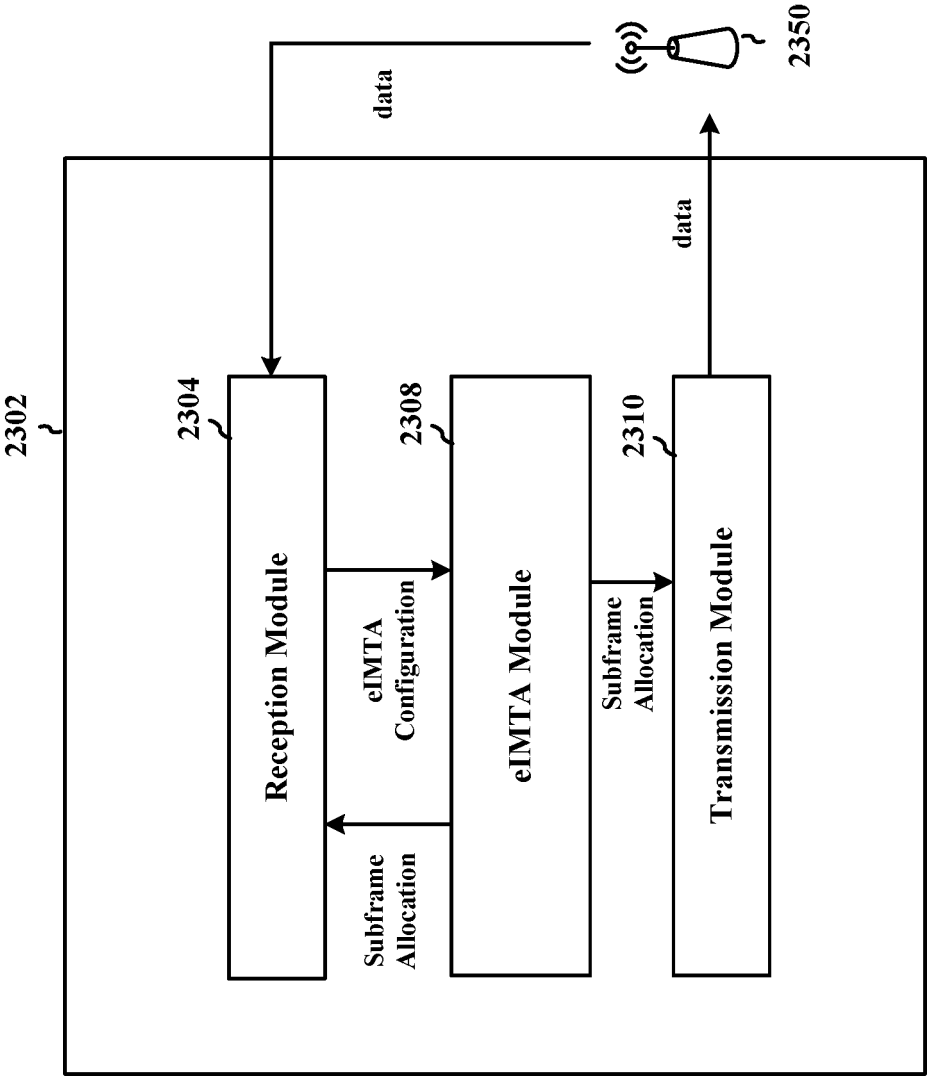 2302
2304
Reception Module
data
2350
Subframe
Allocation
eIMTA
Configuration
2308
eIMTA Module
Subframe
Allocation
2310
Transmission Module
data